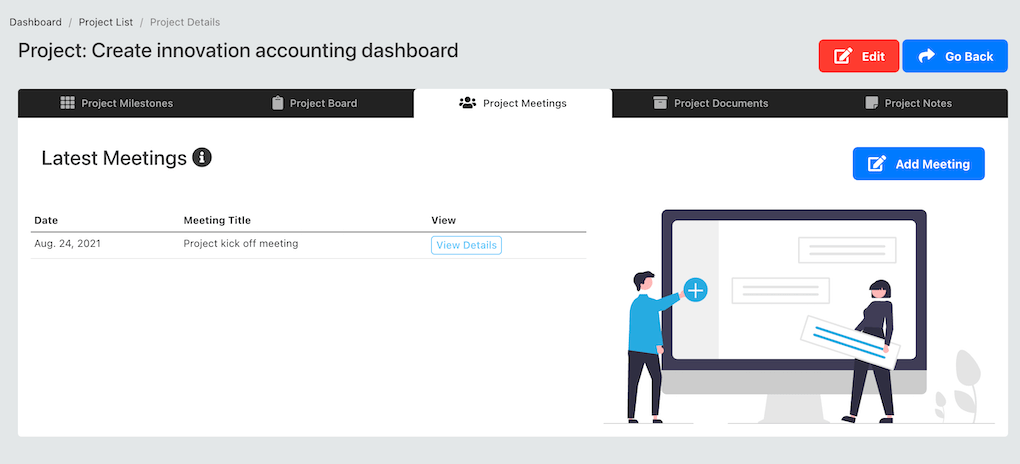 Dashboard / Project List / Project Details
Project: Create innovation accounting dashboard
Edit
Go Back
Project Milestones
Project Board
Project Meetings
Project Documents
Project Notes
Latest Meetings
Add Meeting
Date Meeting Title View
Aug. 24, 2021 Project kick off meeting View Details